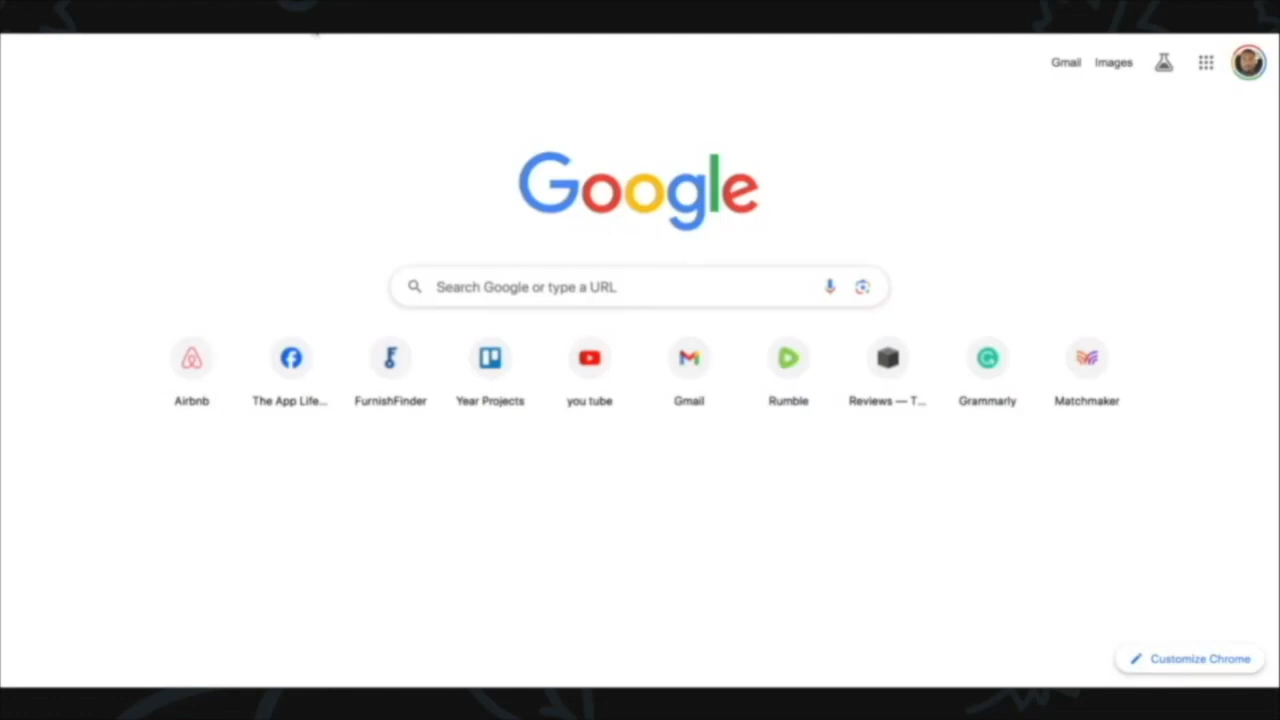 Gmail Images
Google
Search Google or type a URL
Airbnb The App Life... FurnishFinder Year Projects you tube Gmail Rumble Reviews — T... Grammarly Matchmaker
Customize Chrome